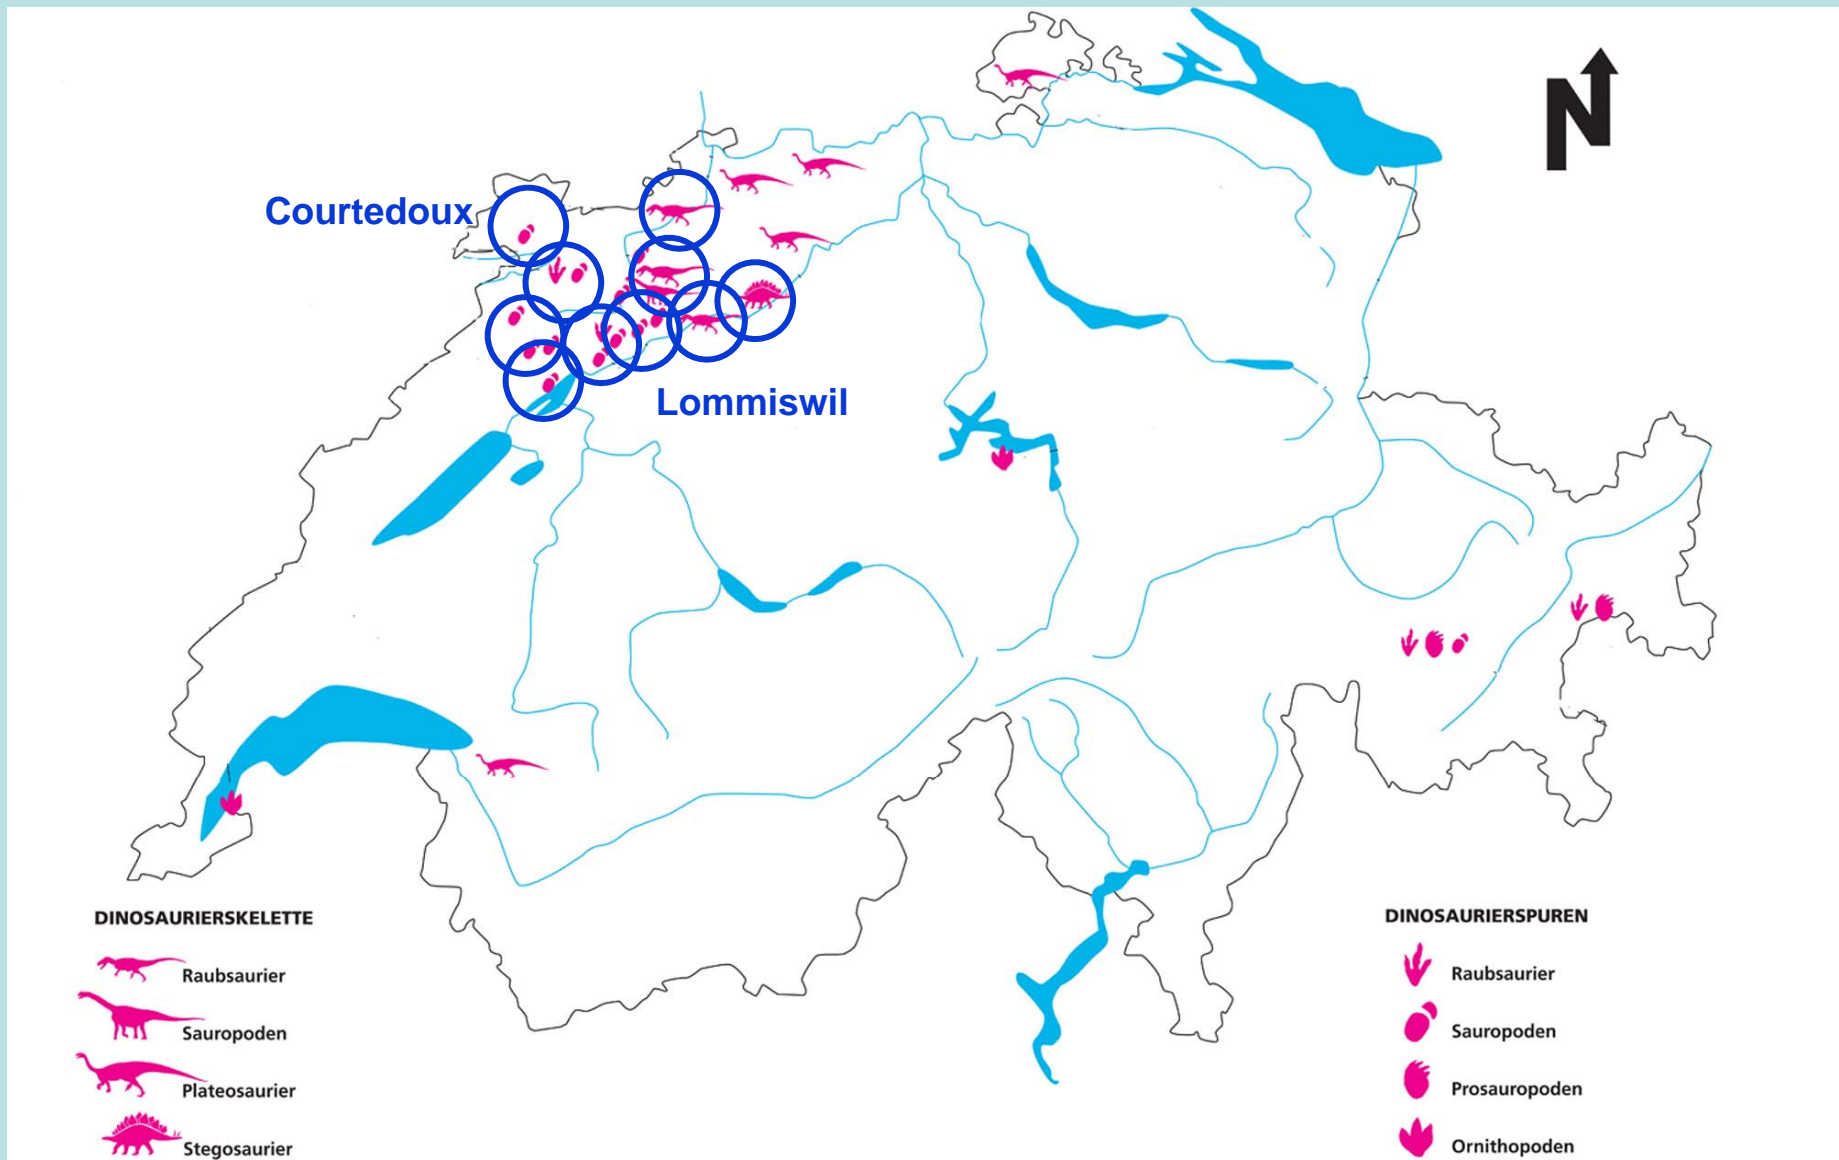 N
Courtedoux
Lommiswil
DINOSAURIERSKELETTE
Raubsaurier
Sauropoden
Plateosaurier
Stegosaurier
DINOSAURIERSPUREN
Raubsaurier
Sauropoden
Prosauropoden
Ornithopoden